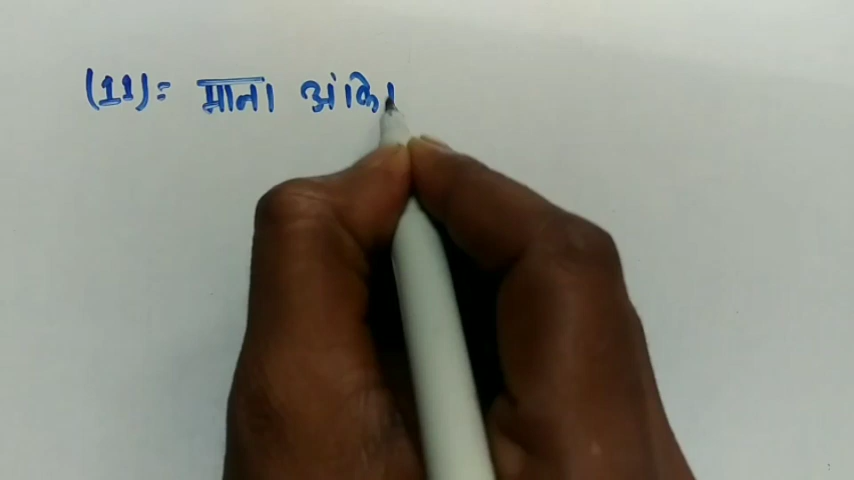 (11)= माना अंको